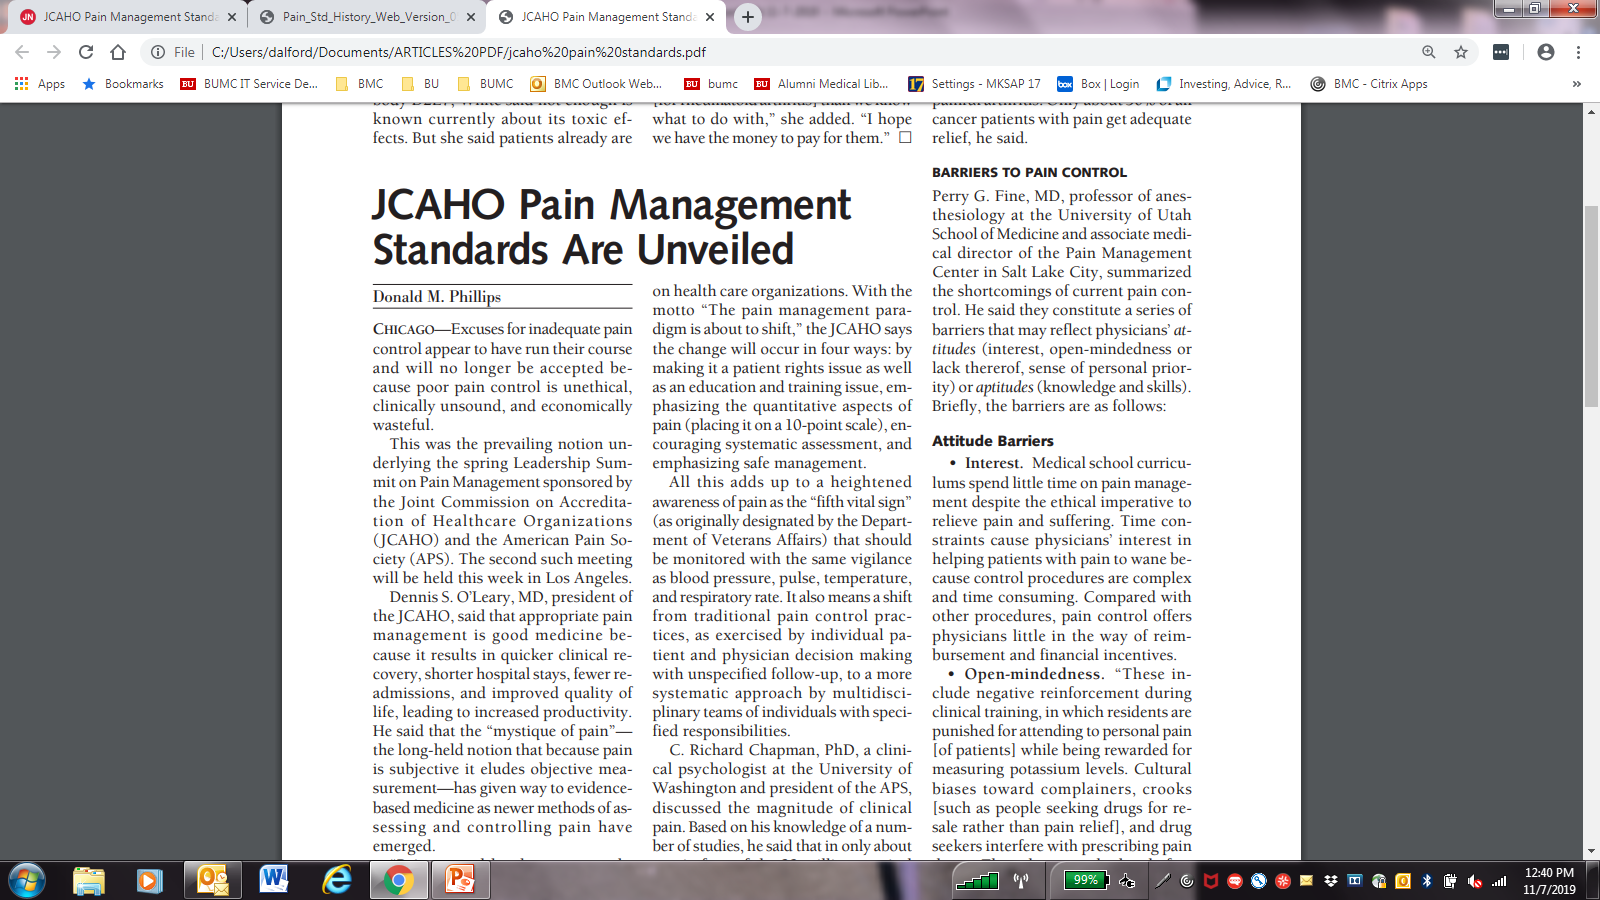 JCAHO Pain Management Standa
Pain_Std_History_Web_Version_0
JCAHO Pain Management Standa
File
C:/Users/dalford/Documents/ARTICLES%20PDF/jcaho%20pain%20standards.pdf
Apps
Bookmarks
BU BUMC IT Service De...
BMC
BU
BUMC
BMC Outlook Web...
BU bumc
BU Alumni Medical Lib...
17 Settings - MKSAP 17
box Box | Login
Investing, Advice, R...
BMC - Citrix Apps
known currently about its toxic ef-
fects. But she said patients already are
what to do with,” she added. “I hope
we have the money to pay for them.” □
cancer patients with pain get adequate
relief, he said.
JCAHO Pain Management
Standards Are Unveiled
Donald M. Phillips
CHICAGO—Excuses for inadequate pain
control appear to have run their course
and will no longer be accepted be-
cause poor pain control is unethical,
clinically unsound, and economically
wasteful.
This was the prevailing notion un-
derlying the spring Leadership Sum-
mit on Pain Management sponsored by
the Joint Commission on Accredita-
tion of Healthcare Organizations
(JCAHO) and the American Pain So-
ciety (APS). The second such meeting
will be held this week in Los Angeles.
Dennis S. O’Leary, MD, president of
the JCAHO, said that appropriate pain
management is good medicine be-
cause it results in quicker clinical re-
covery, shorter hospital stays, fewer re-
admissions, and improved quality of
life, leading to increased productivity.
He said that the “mystique of pain”—
the long-held notion that because pain
is subjective it eludes objective mea-
surement—has given way to evidence-
based medicine as newer methods of as-
sessing and controlling pain have
emerged.
on health care organizations. With the
motto “The pain management para-
digm is about to shift,” the JCAHO says
the change will occur in four ways: by
making it a patient rights issue as well
as an education and training issue, em-
phasizing the quantitative aspects of
pain (placing it on a 10-point scale), en-
couraging systematic assessment, and
emphasizing safe management.
All this adds up to a heightened
awareness of pain as the “fifth vital sign”
(as originally designated by the Depart-
ment of Veterans Affairs) that should
be monitored with the same vigilance
as blood pressure, pulse, temperature,
and respiratory rate. It also means a shift
from traditional pain control prac-
tices, as exercised by individual pa-
tient and physician decision making
with unspecified follow-up, to a more
systematic approach by multidisci-
plinary teams of individuals with speci-
fied responsibilities.
C. Richard Chapman, PhD, a clini-
cal psychologist at the University of
Washington and president of the APS,
discussed the magnitude of clinical
pain. Based on his knowledge of a num-
ber of studies, he said that in only about
BARRIERS TO PAIN CONTROL
Perry G. Fine, MD, professor of anes-
thesiology at the University of Utah
School of Medicine and associate medi-
cal director of the Pain Management
Center in Salt Lake City, summarized
the shortcomings of current pain con-
trol. He said they constitute a series of
barriers that may reflect physicians’ at-
titudes (interest, open-mindedness or
lack thererof, sense of personal prior-
ity) or aptitudes (knowledge and skills).
Briefly, the barriers are as follows:
Attitude Barriers
• Interest. Medical school curricu-
lums spend little time on pain manage-
ment despite the ethical imperative to
relieve pain and suffering. Time con-
straints cause physicians’ interest in
helping patients with pain to wane be-
cause control procedures are complex
and time consuming. Compared with
other procedures, pain control offers
physicians little in the way of reim-
bursement and financial incentives.
• Open-mindedness. “These in-
clude negative reinforcement during
clinical training, in which residents are
punished for attending to personal pain
[of patients] while being rewarded for
measuring potassium levels. Cultural
biases toward complainers, crooks
[such as people seeking drugs for re-
sale rather than pain relief], and drug
seekers interfere with prescribing pain
99%
12:40 PM
11/7/2019